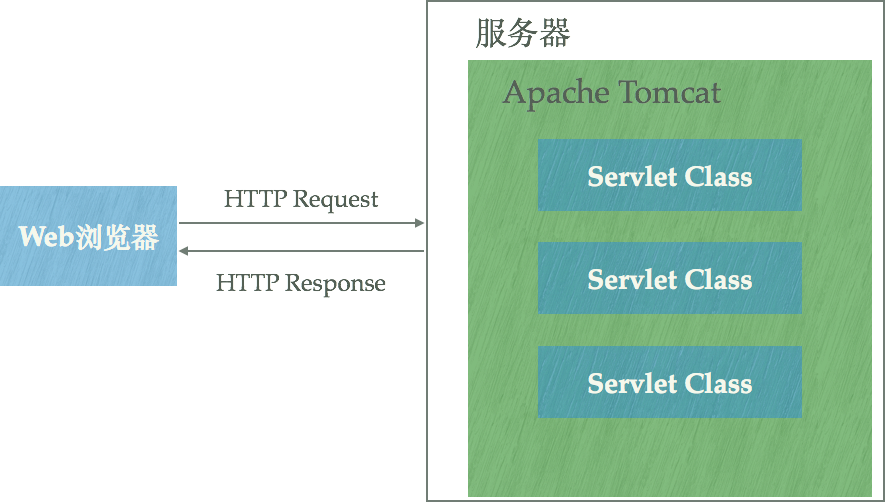 服务器
Apache Tomcat
Servlet Class
HTTP Request
Web浏览器
Servlet Class
HTTP Response
Servlet Class